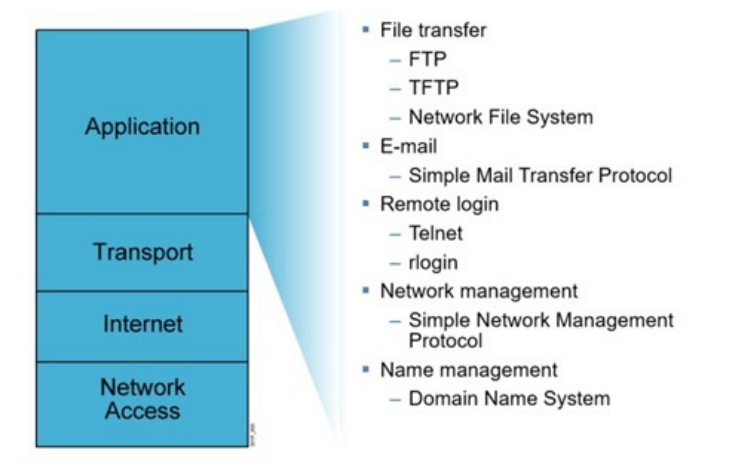 Application
Transport
Internet
Network
Access
▪ File transfer
– FTP
– TFTP
– Network File System
▪ E-mail
– Simple Mail Transfer Protocol
▪ Remote login
– Telnet
– rlogin
▪ Network management
– Simple Network Management
Protocol
▪ Name management
– Domain Name System